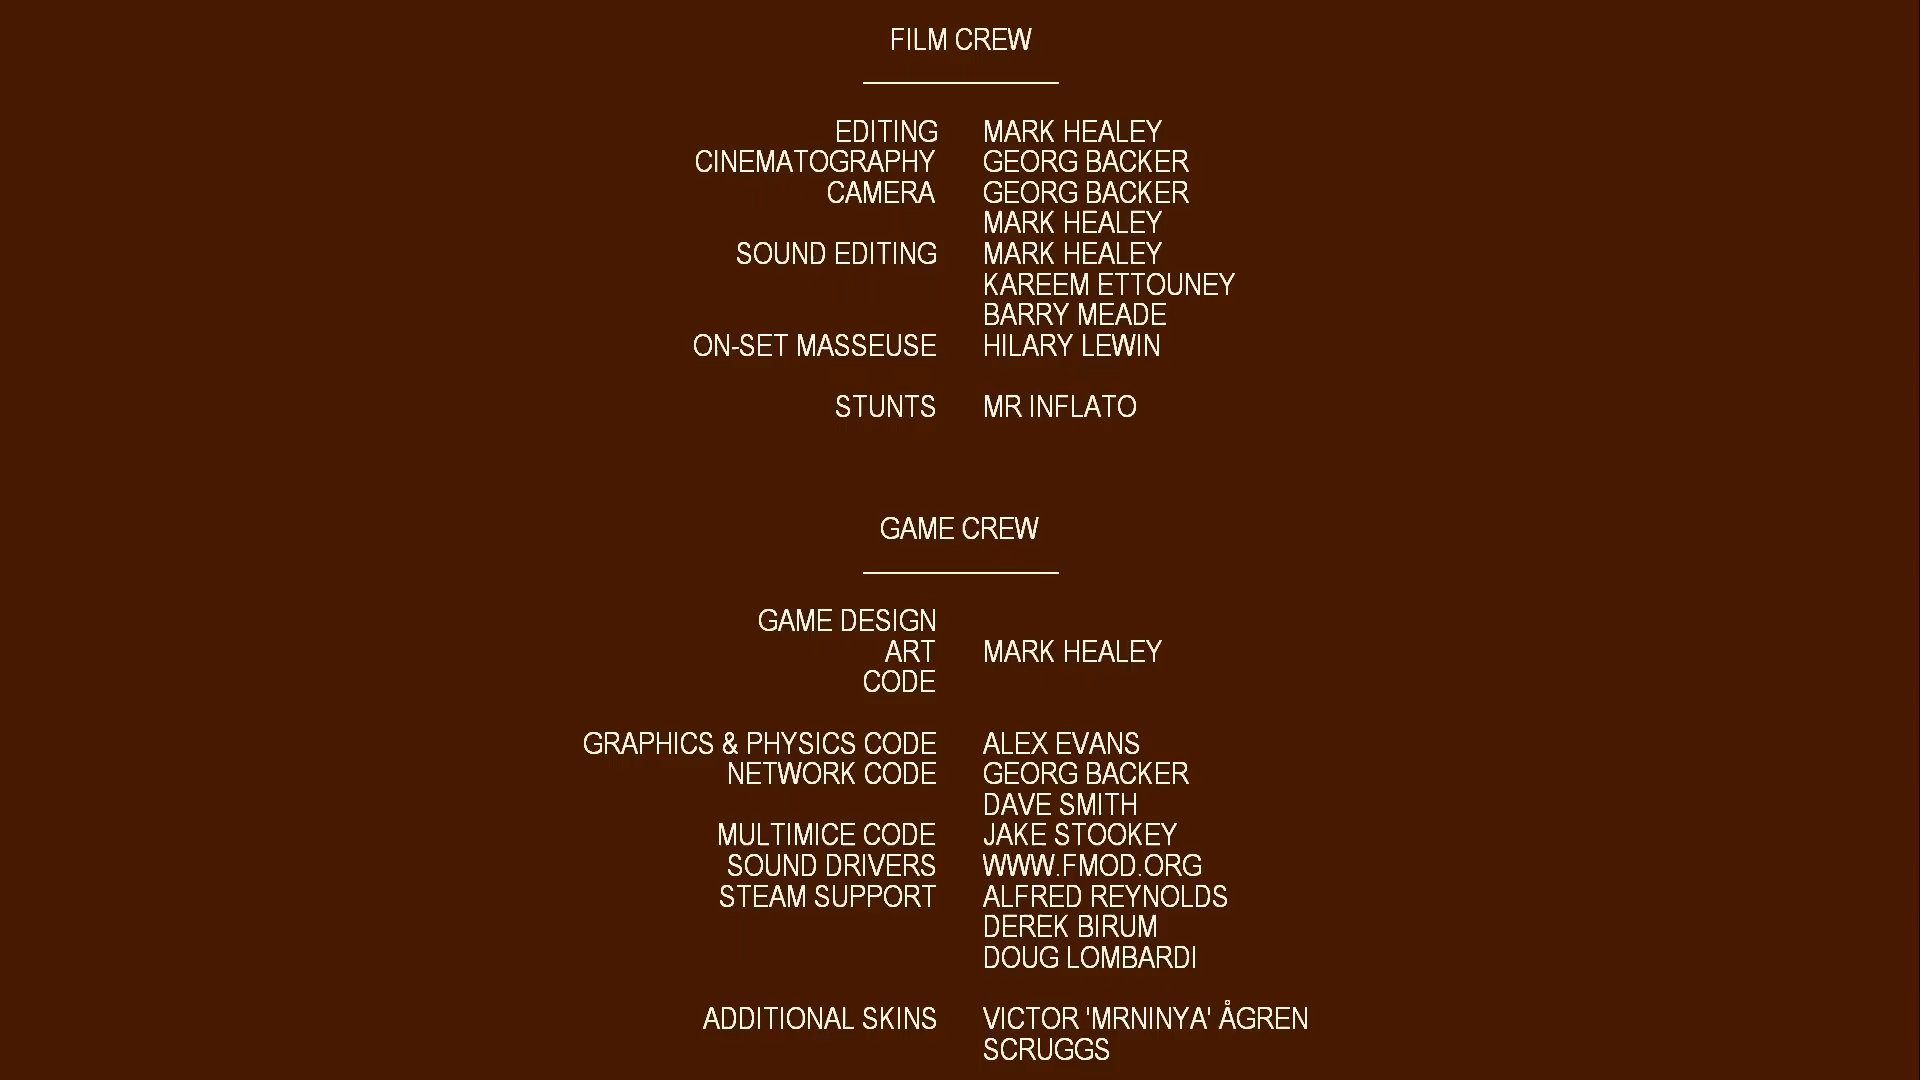 FILM CREW
EDITING MARK HEALEY
CINEMATOGRAPHY GEORG BACKER
CAMERA GEORG BACKER
MARK HEALEY
SOUND EDITING MARK HEALEY
KAREEM ETTOUNEY
BARRY MEADE
ON-SET MASSEUSE HILARY LEWIN
STUNTS MR INFLATO
GAME CREW
GAME DESIGN
ART MARK HEALEY
CODE
GRAPHICS & PHYSICS CODE ALEX EVANS
NETWORK CODE GEORG BACKER
DAVE SMITH
MULTIMICE CODE JAKE STOOKEY
SOUND DRIVERS WWW.FMOD.ORG
STEAM SUPPORT ALFRED REYNOLDS
DEREK BIRUM
DOUG LOMBARDI
ADDITIONAL SKINS VICTOR 'MRNINYA' ÅGREN
SCRUGGS